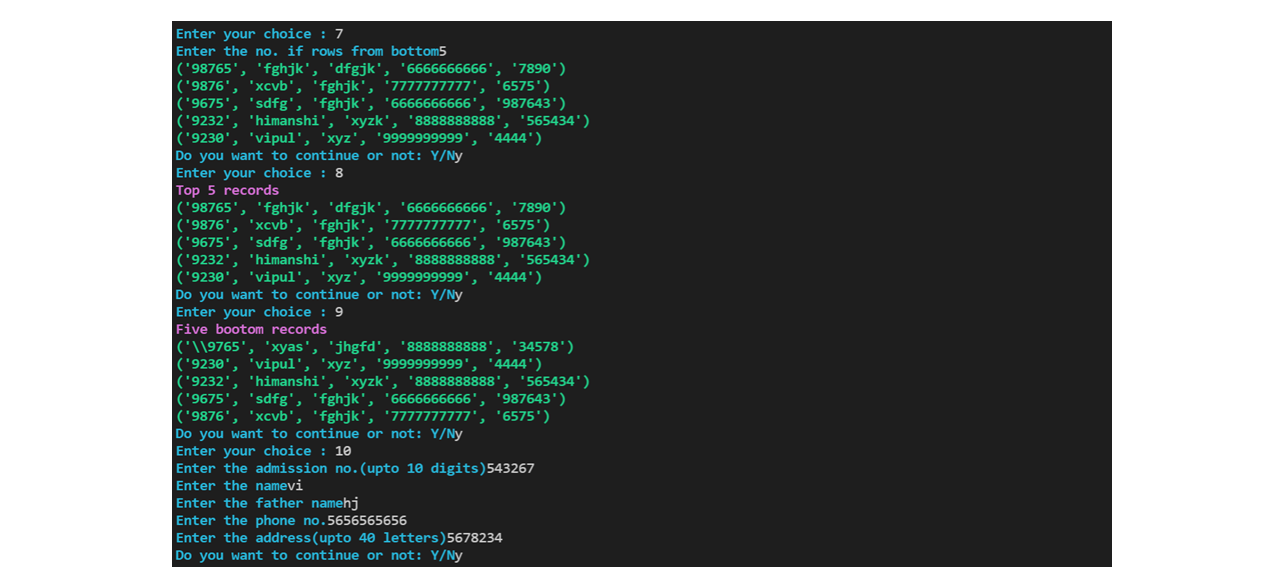 Enter your choice : 7
Enter the no. if rows from bottom5
('98765', 'fghjk', 'dfgjk', '6666666666', '7890')
('9876', 'xcvb', 'fghjk', '7777777777', '6575')
('9675', 'sdfg', 'fghjk', '6666666666', '987643')
('9232', 'himanshi', 'xyzk', '8888888888', '565434')
('9230', 'vipul', 'xyz', '9999999999', '4444')
Do you want to continue or not: Y/Ny
Enter your choice : 8
Top 5 records
('98765', 'fghjk', 'dfgjk', '6666666666', '7890')
('9876', 'xcvb', 'fghjk', '7777777777', '6575')
('9675', 'sdfg', 'fghjk', '6666666666', '987643')
('9232', 'himanshi', 'xyzk', '8888888888', '565434')
('9230', 'vipul', 'xyz', '9999999999', '4444')
Do you want to continue or not: Y/Ny
Enter your choice : 9
Five bootom records
('\\9765', 'xyas', 'jhgfd', '8888888888', '34578')
('9230', 'vipul', 'xyz', '9999999999', '4444')
('9232', 'himanshi', 'xyzk', '8888888888', '565434')
('9675', 'sdfg', 'fghjk', '6666666666', '987643')
('9876', 'xcvb', 'fghjk', '7777777777', '6575')
Do you want to continue or not: Y/Ny
Enter your choice : 10
Enter the admission no.(upto 10 digits)543267
Enter the namevi
Enter the father namehj
Enter the phone no.5656565656
Enter the address(upto 40 letters)5678234
Do you want to continue or not: Y/Ny